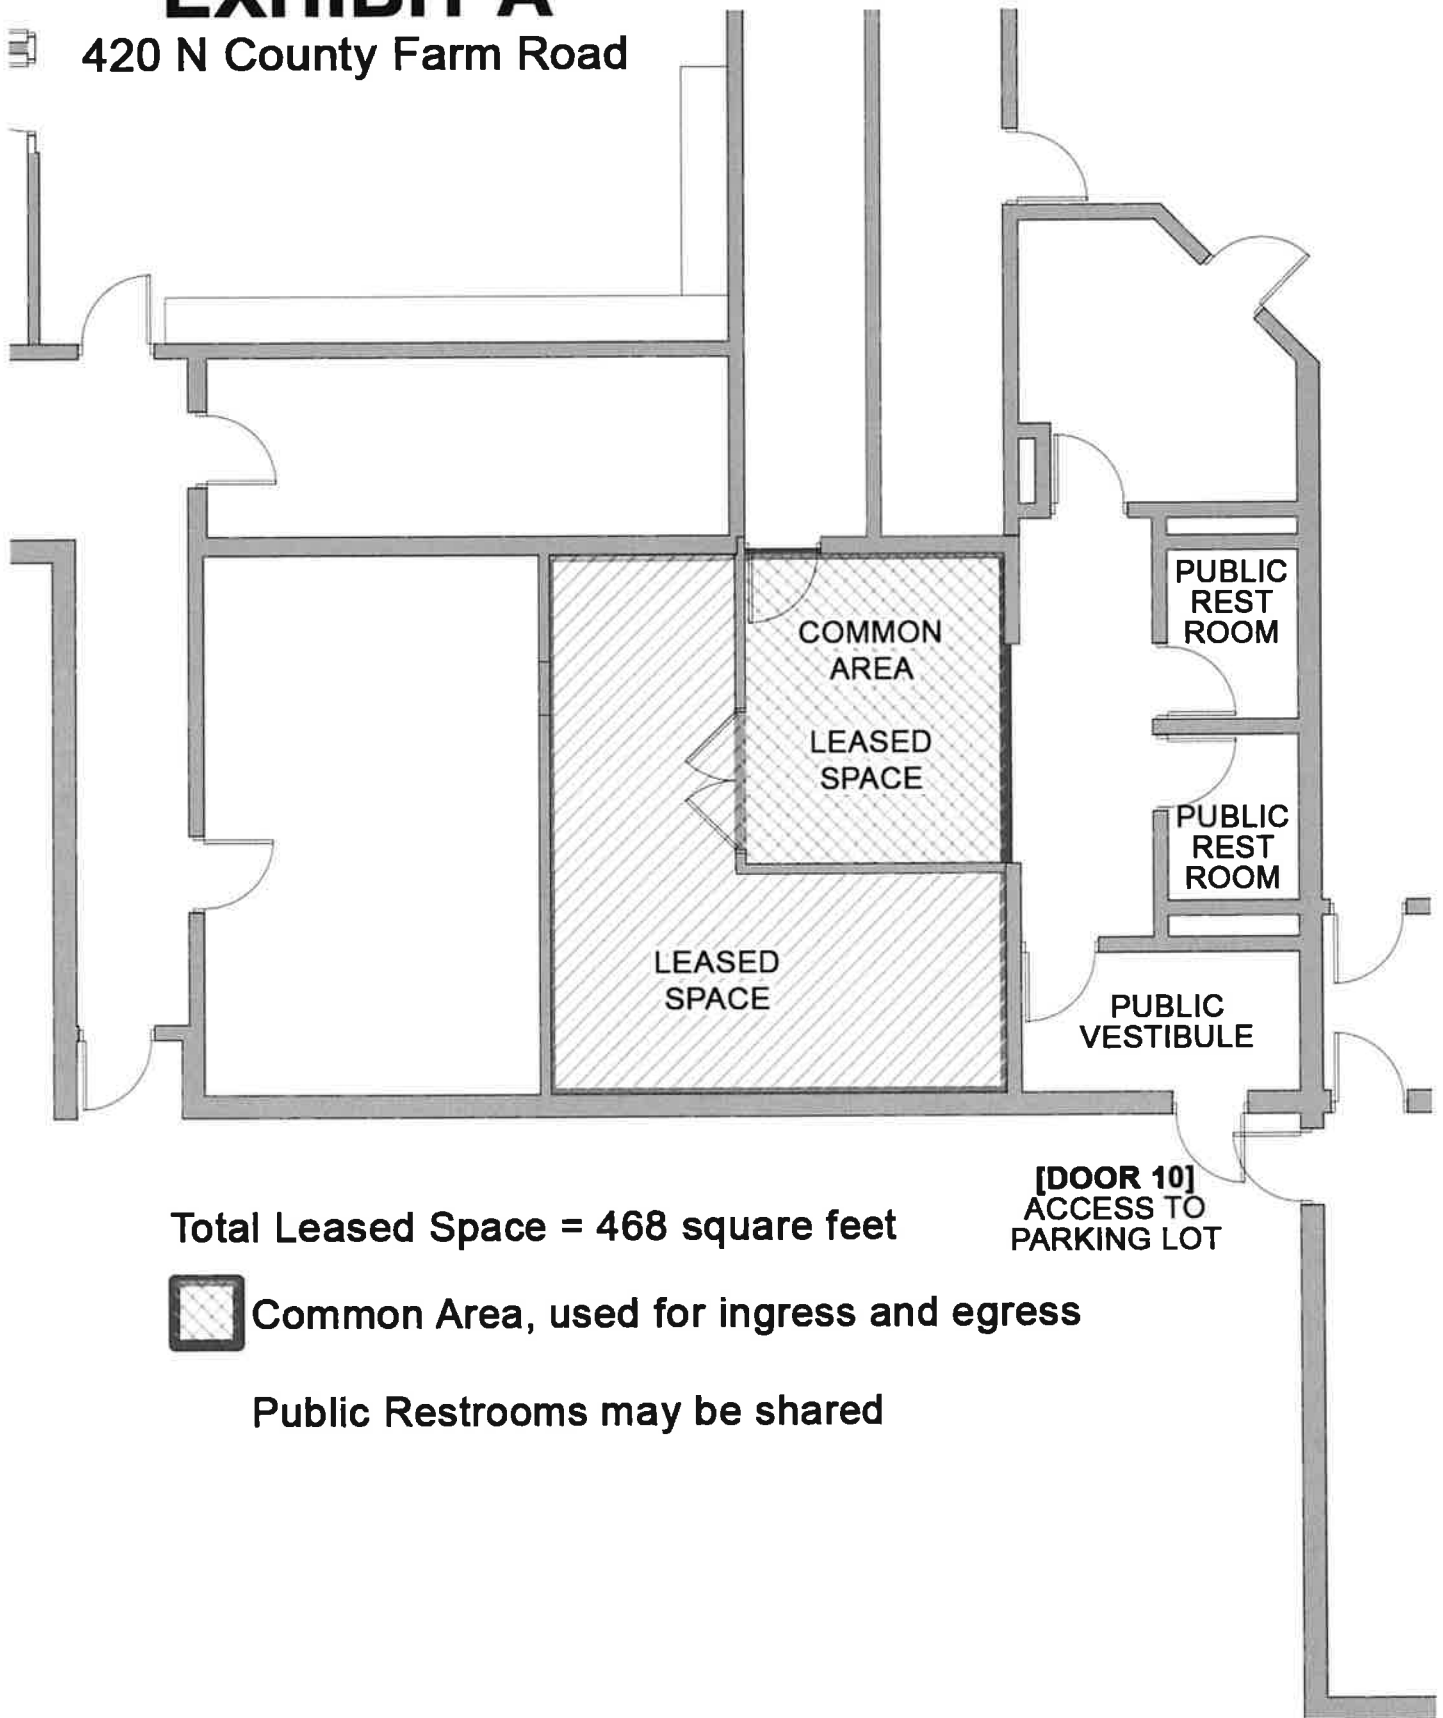 EXHIBIT A
420 N County Farm Road
PUBLIC
REST
ROOM
COMMON
AREA
LEASED
SPACE
PUBLIC
REST
ROOM
LEASED
SPACE
PUBLIC
VESTIBULE
[DOOR 10]
ACCESS TO
PARKING LOT
Total Leased Space = 468 square feet
Common Area, used for ingress and egress
Public Restrooms may be shared